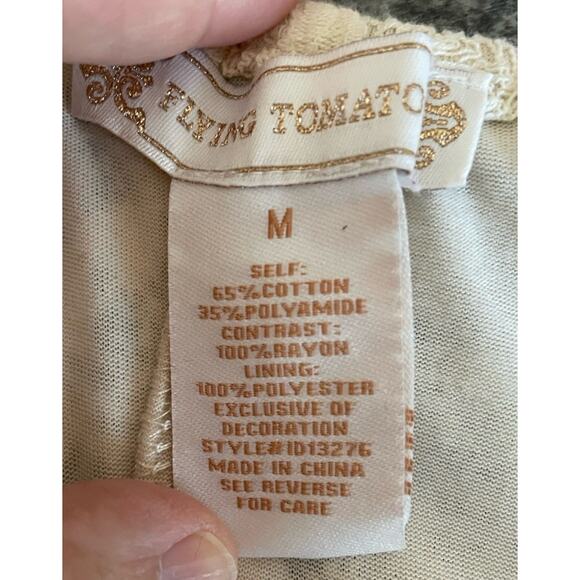 FLYING TOMATO
M
SELF:
65%COTTON
35%POLYAMIDE
CONTRAST:
100%RAYON
LINING:
100%POLYESTER
EXCLUSIVE OF
DECORATION
STYLE#ID13276
MADE IN CHINA
SEE REVERSE
FOR CARE